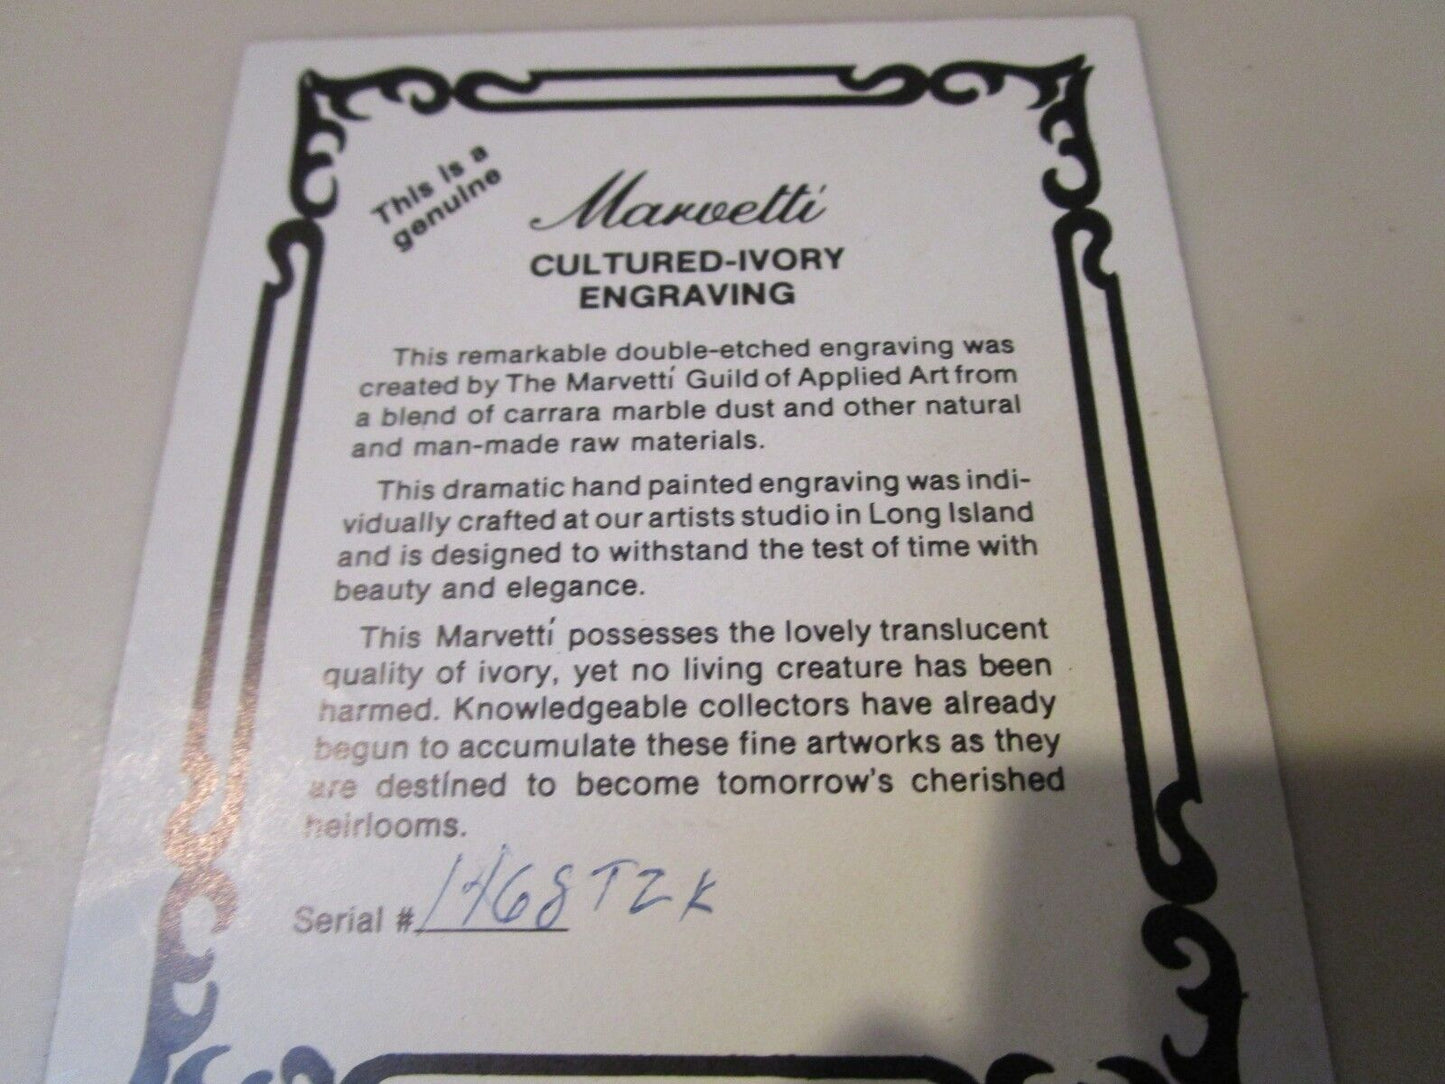 This is a
genuine
Marvettí
CULTURED-IVORY
ENGRAVING
This remarkable double-etched engraving was
created by The Marvettí Guild of Applied Art from
a blend of carrara marble dust and other natural
and man-made raw materials.
This dramatic hand painted engraving was indi-
vidually crafted at our artists studio in Long Island
and is designed to withstand the test of time with
beauty and elegance.
This Marvettí possesses the lovely translucent
quality of ivory, yet no living creature has been
harmed. Knowledgeable collectors have already
begun to accumulate these fine artworks as they
are destined to become tomorrow's cherished
heirlooms.
Serial # 1468TZK